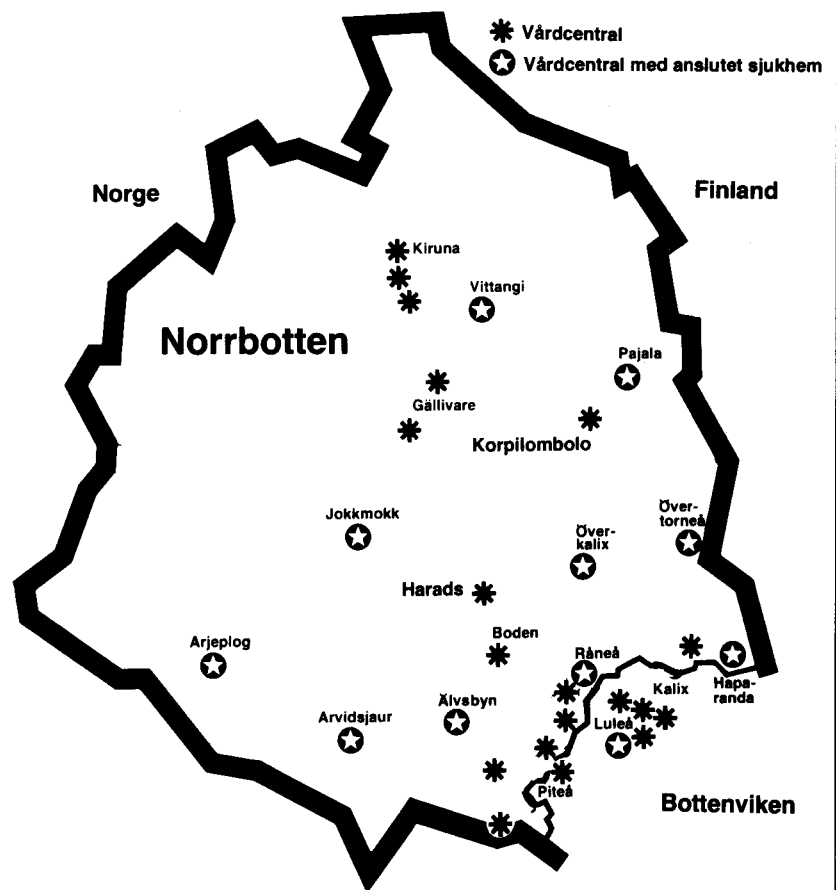 Vårdcentral
Vårdcentral med anslutet sjukhem
Norge
Finland
Kiruna
Vittangi
Norrbotten
Pajala
Gällivare
Korpilombolo
Jokkmokk
Över-
kalix
Över-
torneå
Harads
Boden
Arjeplog
Råneå
Kalix
Hapa-
randa
Älvsbyn
Arvidsjaur
Luleå
Piteå
Bottenviken